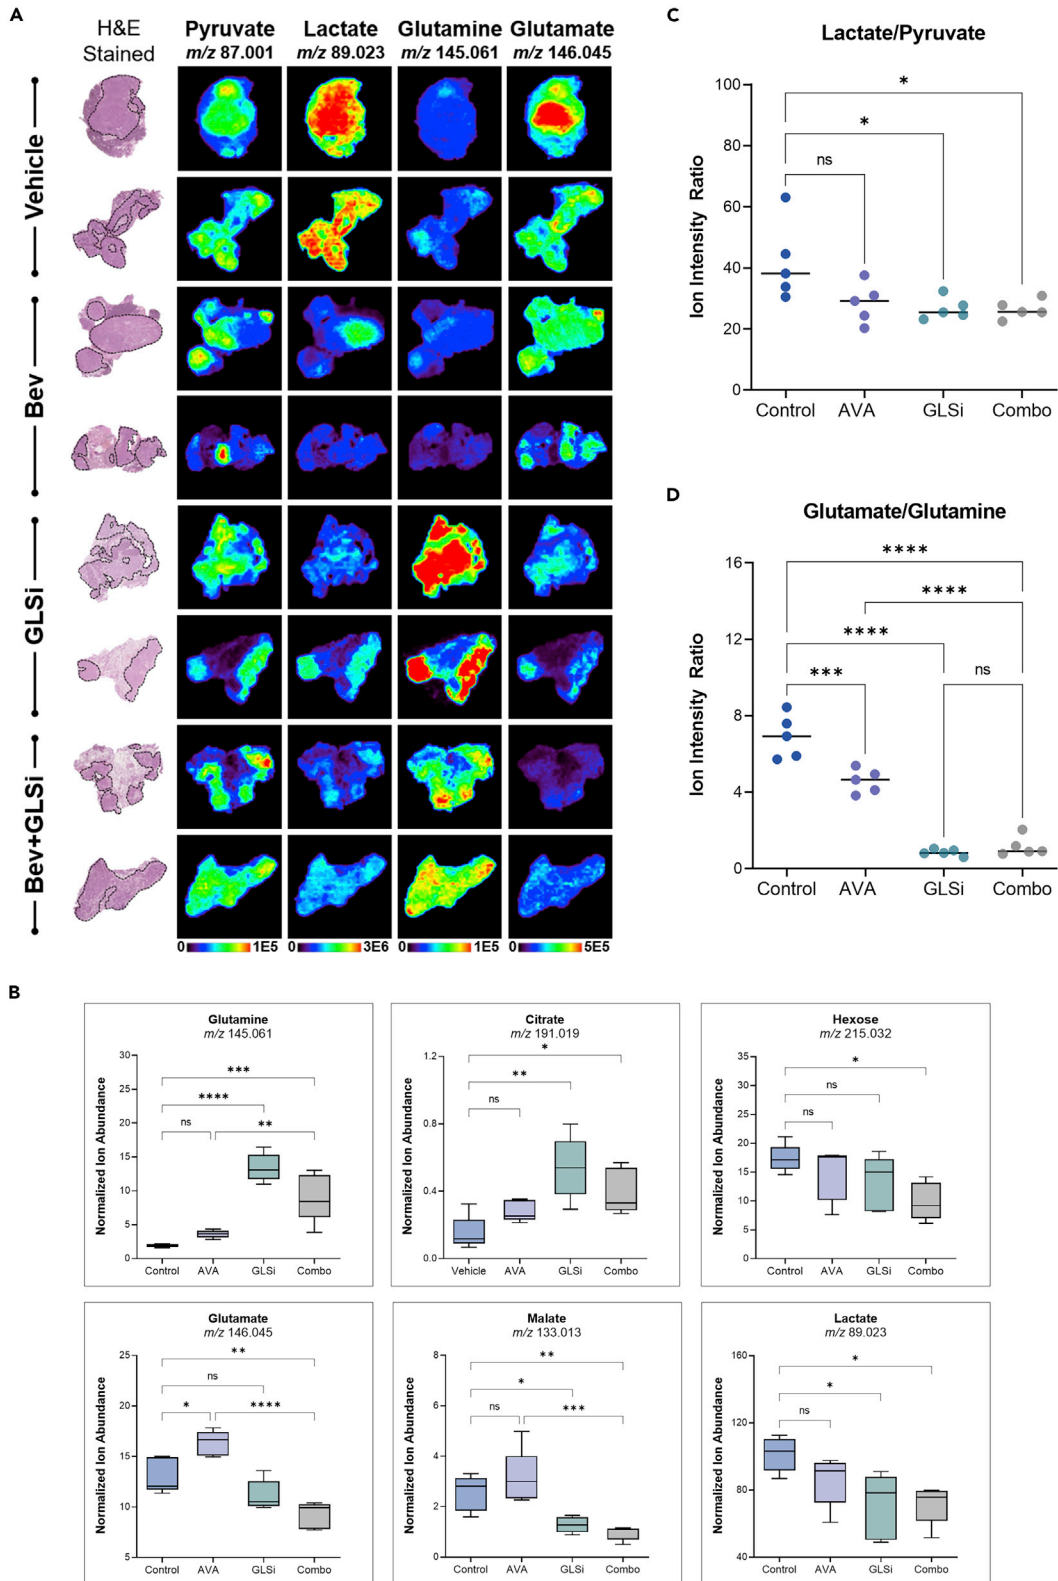 A
H&E
Stained
Pyruvate
m/z 87.001
Lactate
m/z 89.023
Glutamine
m/z 145.061
Glutamate
m/z 146.045
Vehicle
Bev
GLSi
Bev+GLSi
0 1E5
0 3E6
0 1E5
0 5E5
C
Lactate/Pyruvate
Ion Intensity Ratio
100
80
60
40
20
0
*
*
ns
Control AVA GLSi Combo
D
Glutamate/Glutamine
Ion Intensity Ratio
16
12
8
4
0
****
****
****
ns
***
Control AVA GLSi Combo
B
Glutamine
m/z 145.061
Normalized Ion Abundance
30
25
20
15
10
5
0
***
****
ns
**
Control AVA GLSi Combo
Citrate
m/z 191.019
Normalized Ion Abundance
1.2
0.8
0.4
0.0
*
**
ns
Vehicle AVA GLSi Combo
Hexose
m/z 215.032
Normalized Ion Abundance
35
30
25
20
15
10
5
0
*
ns
ns
Control AVA GLSi Combo
Glutamate
m/z 146.045
Normalized Ion Abundance
25
20
15
10
5
**
ns
*
****
Control AVA GLSi Combo
Malate
m/z 133.013
Normalized Ion Abundance
8
6
4
2
0
**
*
ns
***
Control AVA GLSi Combo
Lactate
m/z 89.023
Normalized Ion Abundance
160
120
80
40
*
*
ns
Control AVA GLSi Combo